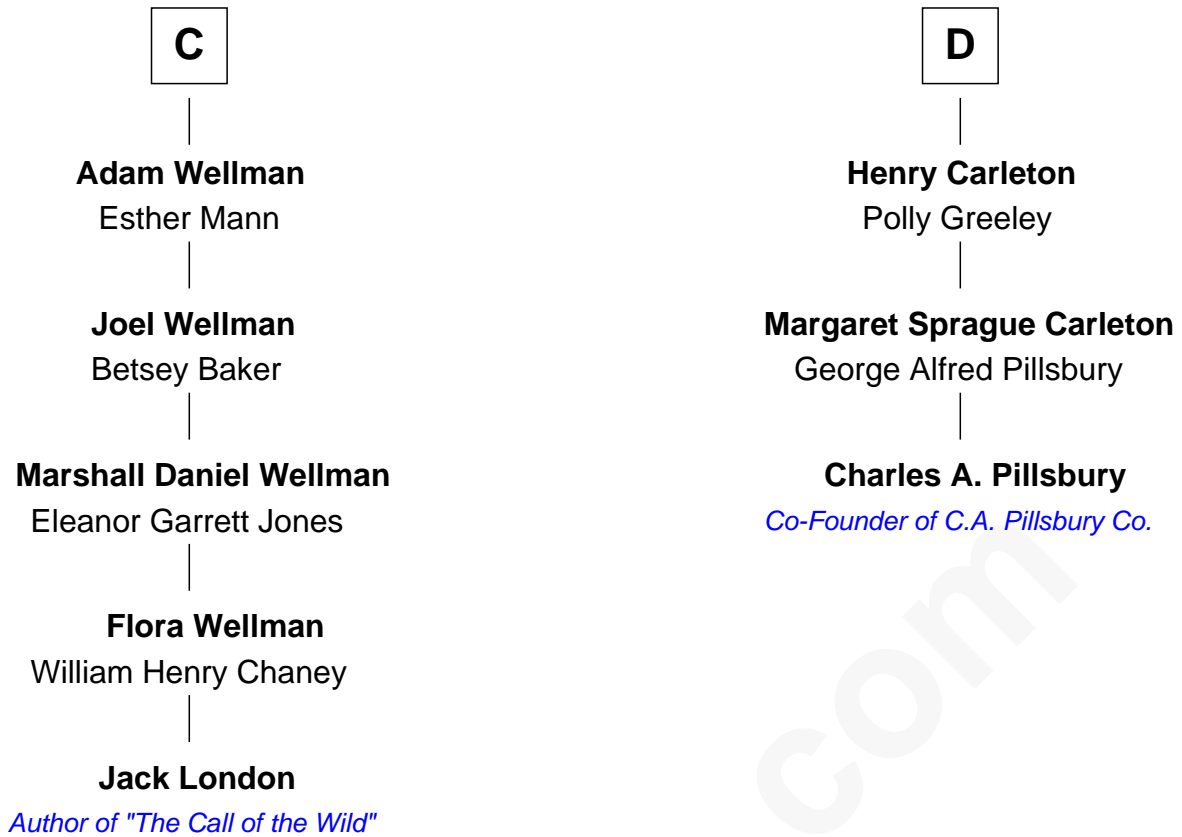 C
Adam Wellman
Esther Mann
Joel Wellman
Betsey Baker
Marshall Daniel Wellman
Eleanor Garrett Jones
Flora Wellman
William Henry Chaney
Jack London
Author of "The Call of the Wild"
D
Henry Carleton
Polly Greeley
Margaret Sprague Carleton
George Alfred Pillsbury
Charles A. Pillsbury
Co-Founder of C.A. Pillsbury Co.
com